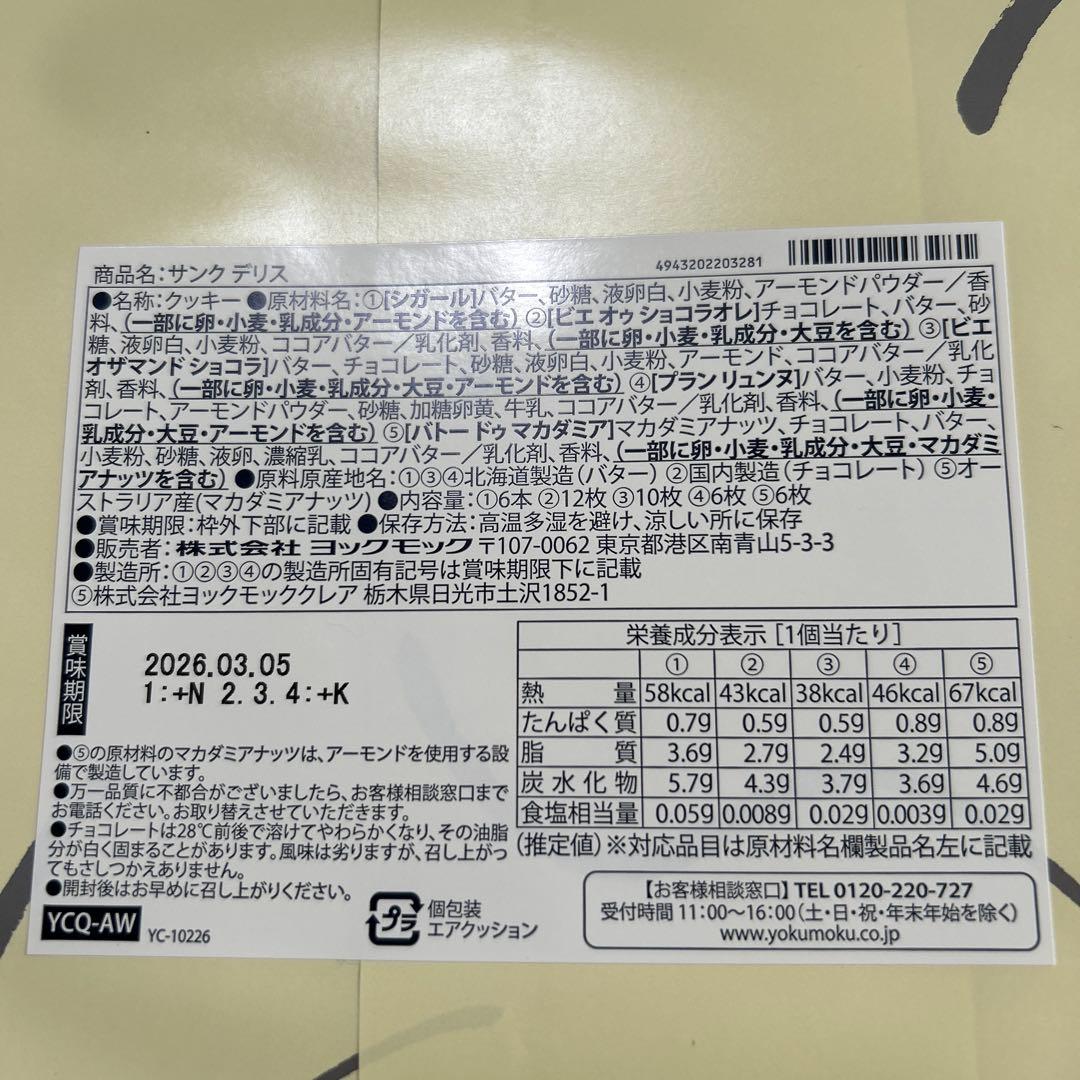 商品名：サンク デリス
4943202203281
●名称：クッキー ●原材料名：①[シガール]バター、砂糖、液卵白、小麦粉、アーモンドパウダー／香
料、(一部に卵・小麦・乳成分・アーモンドを含む) ②[ビエ オゥ ショコラオレ]チョコレート、バター、砂
糖、液卵白、小麦粉、ココアバター／乳化剤、香料、(一部に卵・小麦・乳成分・大豆を含む) ③[ビエ
オザマンド ショコラ]バター、チョコレート、砂糖、液卵白、小麦粉、アーモンド、ココアバター／乳化
剤、香料、(一部に卵・小麦・乳成分・大豆・アーモンドを含む) ④[プラン リュンヌ]バター、小麦粉、チョ
コレート、アーモンドパウダー、砂糖、加糖卵黄、牛乳、ココアバター／乳化剤、香料、(一部に卵・小麦・
乳成分・大豆・アーモンドを含む) ⑤[バトー ドゥ マカダミア]マカダミアナッツ、チョコレート、バター、
小麦粉、砂糖、液卵、濃縮乳、ココアバター／乳化剤、香料、(一部に卵・小麦・乳成分・大豆・マカダミ
アナッツを含む) ●原料原産地名：①③④北海道製造(バター) ②国内製造(チョコレート) ⑤オー
ストラリア産(マカダミアナッツ) ●内容量：①6本 ②12枚 ③10枚 ④6枚 ⑤6枚
●賞味期限：枠外下部に記載 ●保存方法：高温多湿を避け、涼しい所に保存
●販売者：株式会社 ヨックモック 〒107-0062 東京都港区南青山5-3-3
●製造所：①②③④の製造所固有記号は賞味期限下に記載
⑤株式会社ヨックモッククレア 栃木県日光市土沢1852-1
賞味期限
2026.03.05
1:+N 2.3.4:+K
●⑤の原材料のマカダミアナッツは、アーモンドを使用する設
備で製造しています。
●万一品質に不都合がございましたら、お客様相談窓口まで
お電話ください。お取り替えさせていただきます。
●チョコレートは28℃前後で溶けてやわらかくなり、その油脂
分が白く固まることがあります。風味は劣りますが、召し上がっ
てもさしつかえありません。
●開封後はお早めに召し上がりください。
YCQ-AW YC-10226
プラ
個包装
エアクッション
栄養成分表示［1個当たり］
① ② ③ ④ ⑤
熱量 58kcal 43kcal 38kcal 46kcal 67kcal
たんぱく質 0.7g 0.5g 0.5g 0.8g 0.8g
脂質 3.6g 2.7g 2.4g 3.2g 5.0g
炭水化物 5.7g 4.3g 3.7g 3.6g 4.6g
食塩相当量 0.05g 0.008g 0.02g 0.003g 0.02g
(推定値) ※対応品目は原材料名欄製品名左に記載
【お客様相談窓口】TEL 0120-220-727
受付時間 11:00〜16:00(土・日・祝・年末年始を除く)
www.yokumoku.co.jp